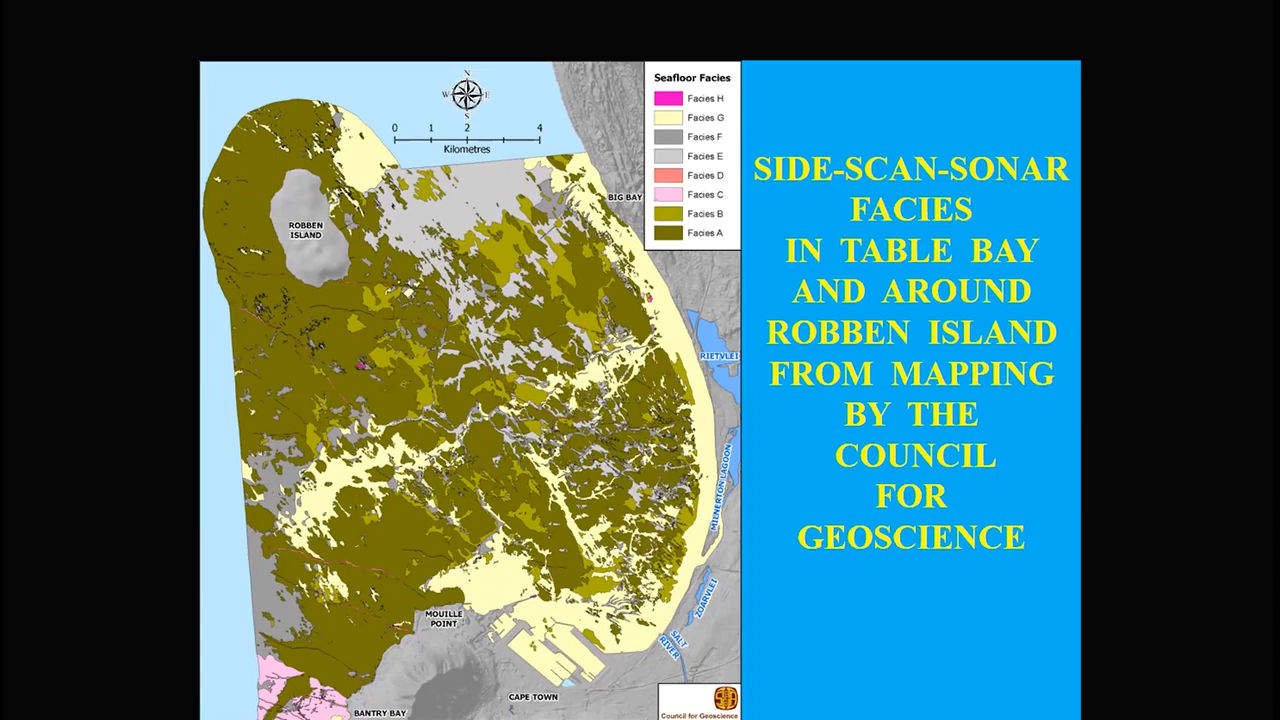 Seafloor Facies
Facies H
Facies G
Facies F
Facies E
Facies D
Facies C
Facies B
Facies A
N
W
E
S
0 1 2 4
Kilometres
BIG BAY
ROBBEN
ISLAND
RIETVLEI
MILNERTON LAGOON
ZOARVLEI
SALT
RIVER
MOUILLE
POINT
CAPE TOWN
BANTRY BAY
Council for Geoscience
SIDE-SCAN-SONAR
FACIES
IN TABLE BAY
AND AROUND
ROBBEN ISLAND
FROM MAPPING
BY THE
COUNCIL
FOR
GEOSCIENCE